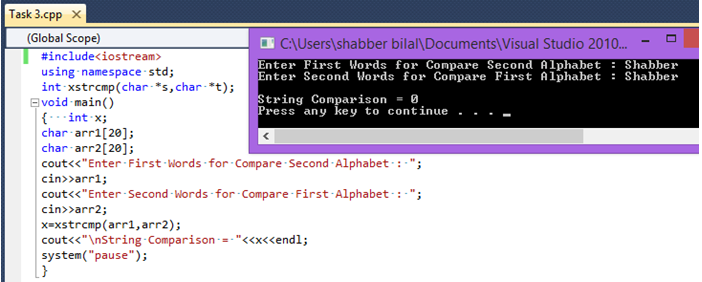 Task 3.cpp
(Global Scope)
#include<iostream>
using namespace std;
int xstrcmp(char *s,char *t);
void main()
{   int x;
char arr1[20];
char arr2[20];
cout<<"Enter First Words for Compare Second Alphabet : ";
cin>>arr1;
cout<<"Enter Second Words for Compare First Alphabet : ";
cin>>arr2;
x=xstrcmp(arr1,arr2);
cout<<"\nString Comparison = "<<x<<endl;
system("pause");
}
C:\Users\shabber bilal\Documents\Visual Studio 2010...
Enter First Words for Compare Second Alphabet : Shabber
Enter Second Words for Compare First Alphabet : Shabber
String Comparison = 0
Press any key to continue . . .